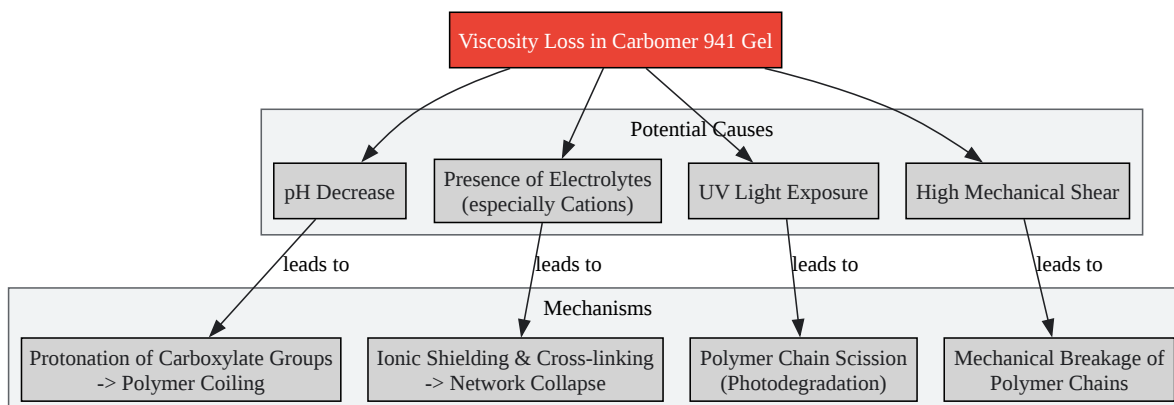 Viscosity Loss in Carbomer 941 Gel
Potential Causes
pH Decrease
Presence of Electrolytes
(especially Cations)
UV Light Exposure
High Mechanical Shear
leads to
leads to
leads to
leads to
Mechanisms
Protonation of Carboxylate Groups
-> Polymer Coiling
Ionic Shielding & Cross-linking
-> Network Collapse
Polymer Chain Scission
(Photodegradation)
Mechanical Breakage of
Polymer Chains